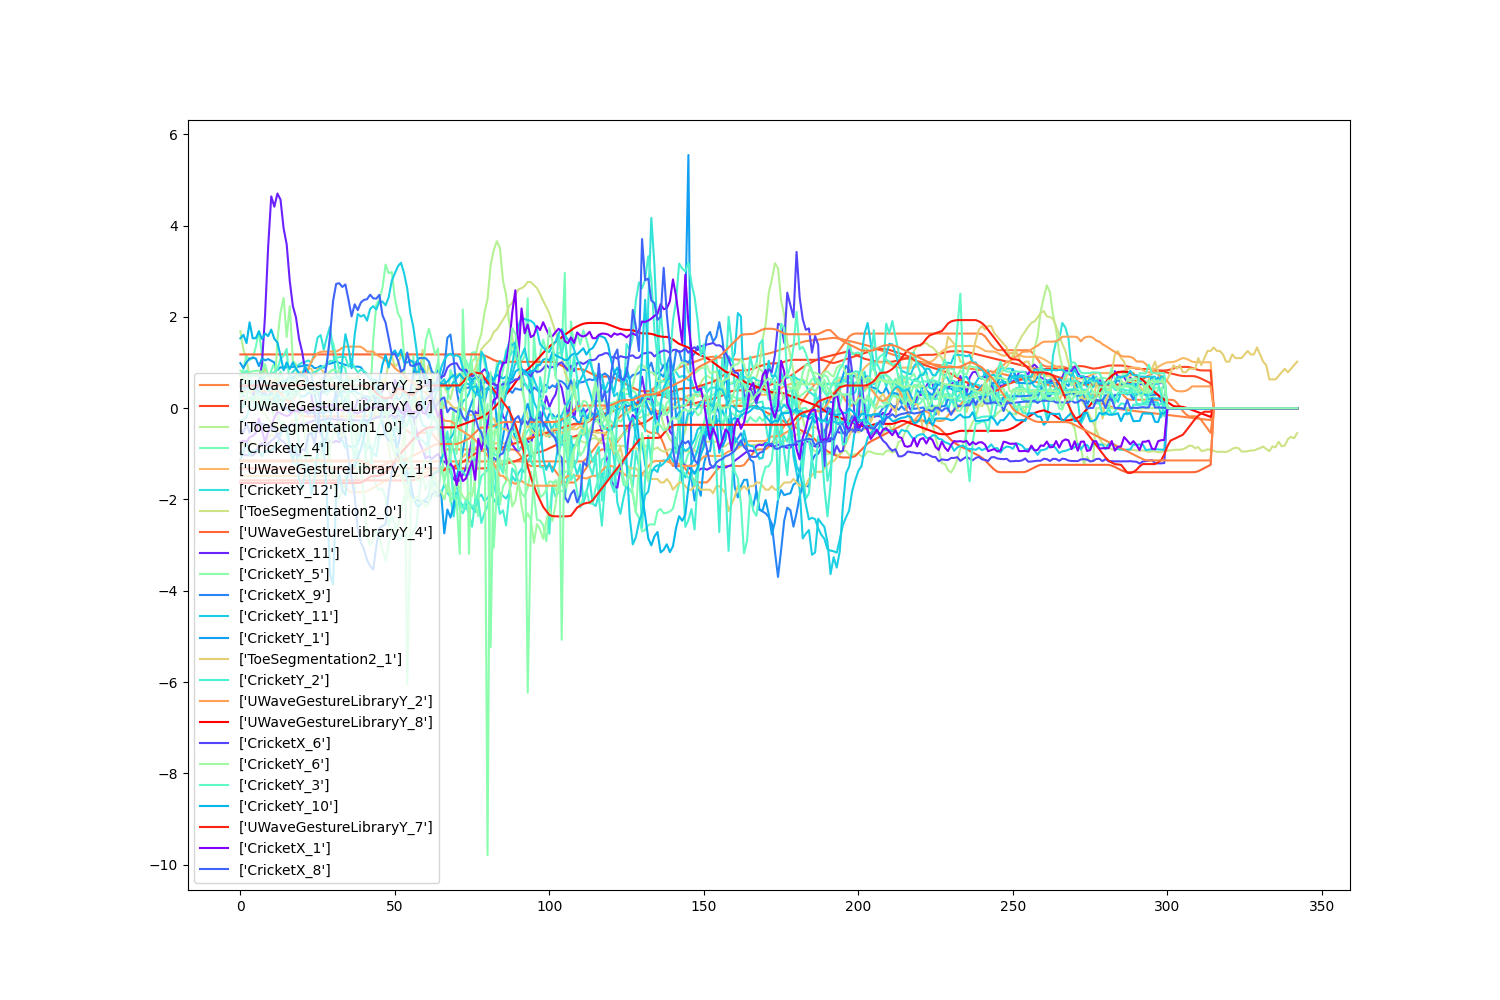 6
4
2
0
−2
−4
−6
−8
−10
['UWaveGestureLibraryY_3']
['UWaveGestureLibraryY_6']
['ToeSegmentation1_0']
['CricketY_4']
['UWaveGestureLibraryY_1']
['CricketY_12']
['ToeSegmentation2_0']
['UWaveGestureLibraryY_4']
['CricketX_11']
['CricketY_5']
['CricketX_9']
['CricketY_11']
['CricketY_1']
['ToeSegmentation2_1']
['CricketY_2']
['UWaveGestureLibraryY_2']
['UWaveGestureLibraryY_8']
['CricketX_6']
['CricketY_6']
['CricketY_3']
['CricketY_10']
['UWaveGestureLibraryY_7']
['CricketX_1']
['CricketX_8']
0 50 100 150 200 250 300 350